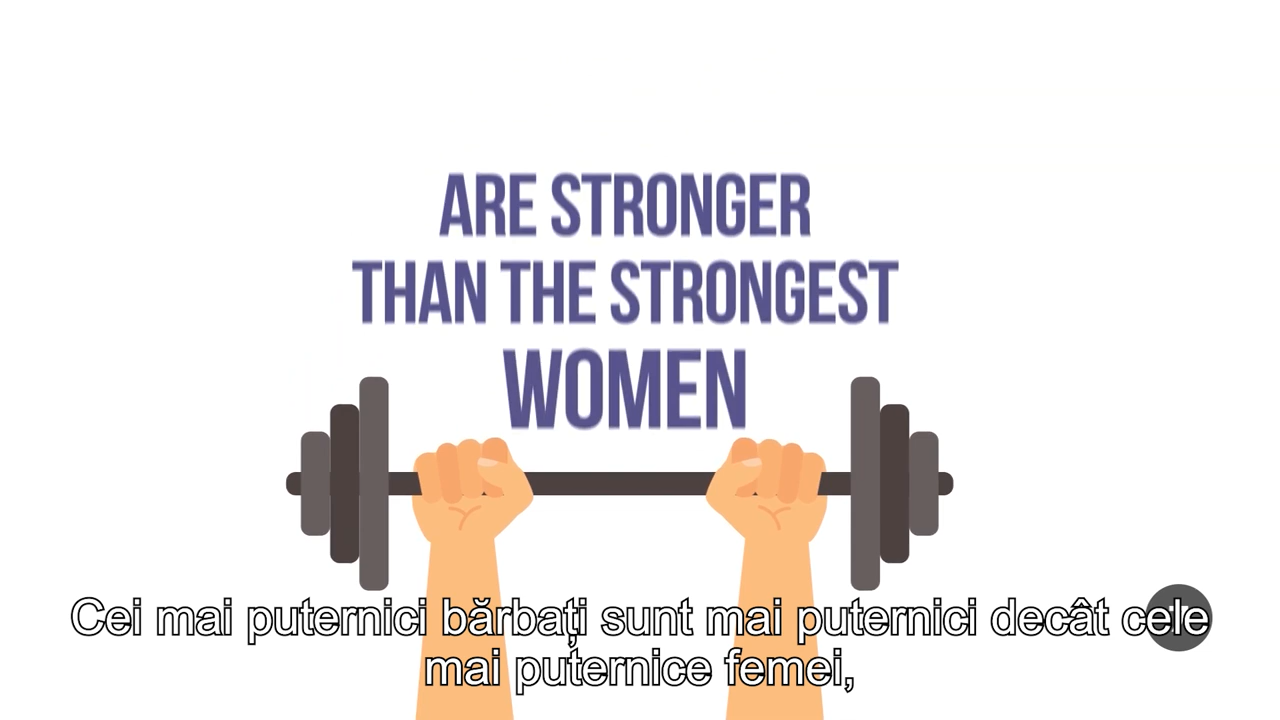 ARE STRONGER
THAN THE STRONGEST
WOMEN
Cei mai puternici bărbați sunt mai puternici decât cele
mai puternice femei,